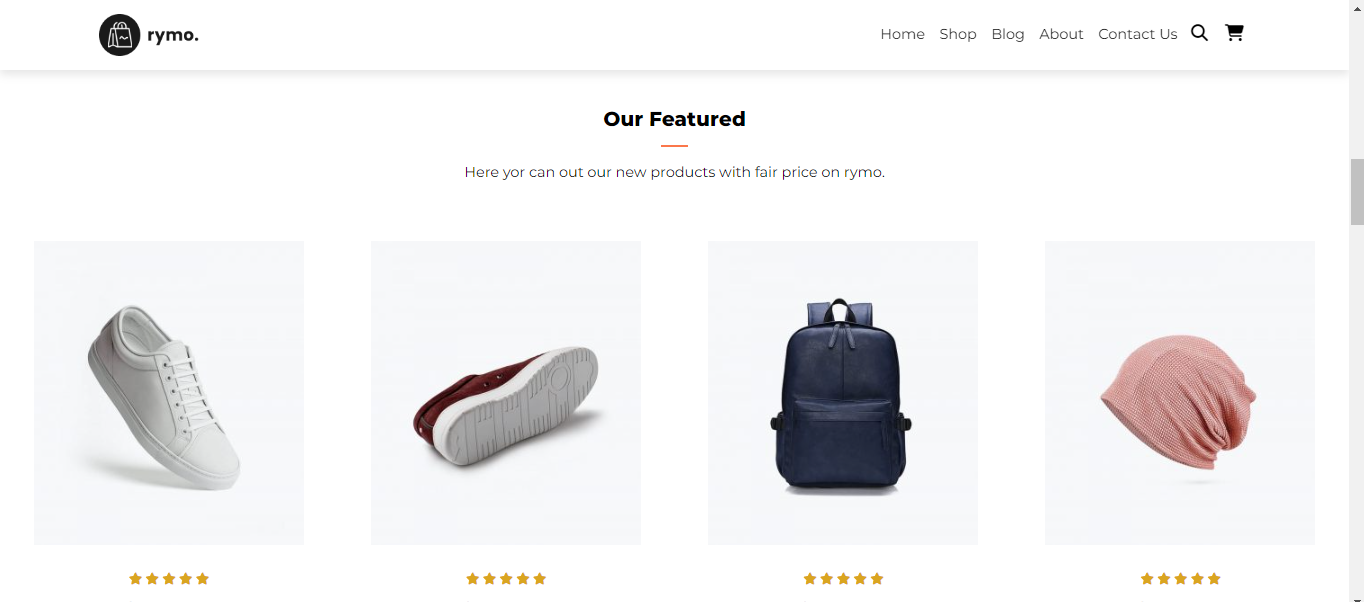 rymo.
Home Shop Blog About Contact Us
Our Featured
Here yor can out our new products with fair price on rymo.